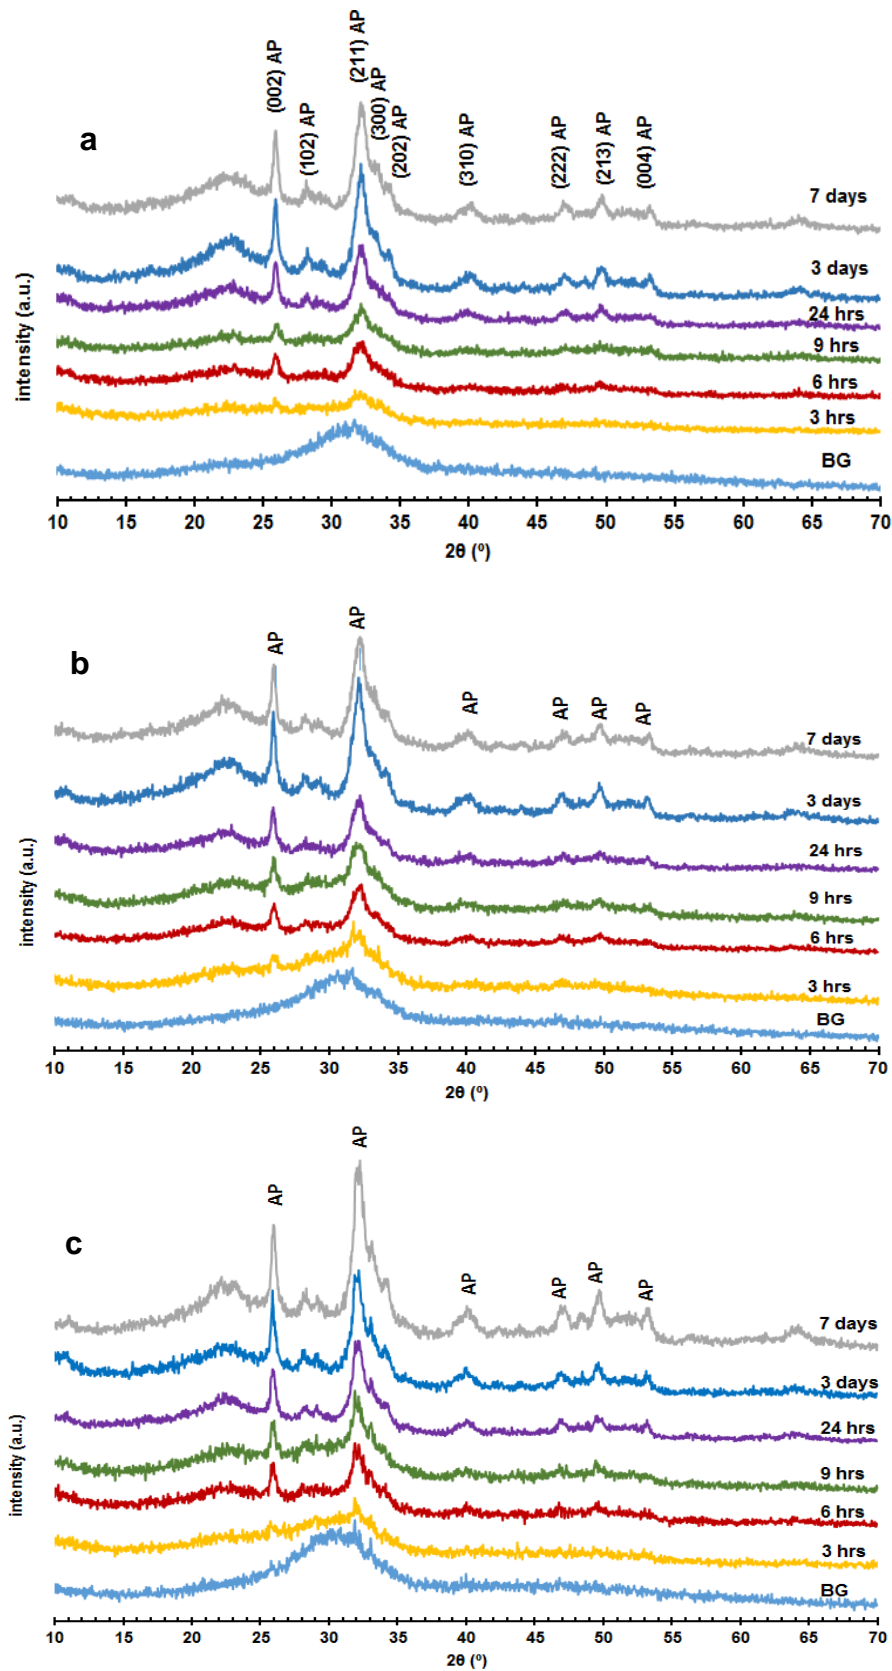 a
(002) AP
(102) AP
(211) AP
(300) AP
(202) AP
(310) AP
(222) AP
(213) AP
(004) AP
7 days
3 days
24 hrs
9 hrs
6 hrs
3 hrs
BG
intensity (a.u.)
10 15 20 25 30 35 40 45 50 55 60 65 70
2θ (º)
b
AP
AP
AP
AP
AP
AP
7 days
3 days
24 hrs
9 hrs
6 hrs
3 hrs
BG
intensity (a.u.)
10 15 20 25 30 35 40 45 50 55 60 65 70
2θ (º)
c
AP
AP
AP
AP
AP
AP
7 days
3 days
24 hrs
9 hrs
6 hrs
3 hrs
BG
intensity (a.u.)
10 15 20 25 30 35 40 45 50 55 60 65 70
2θ (º)